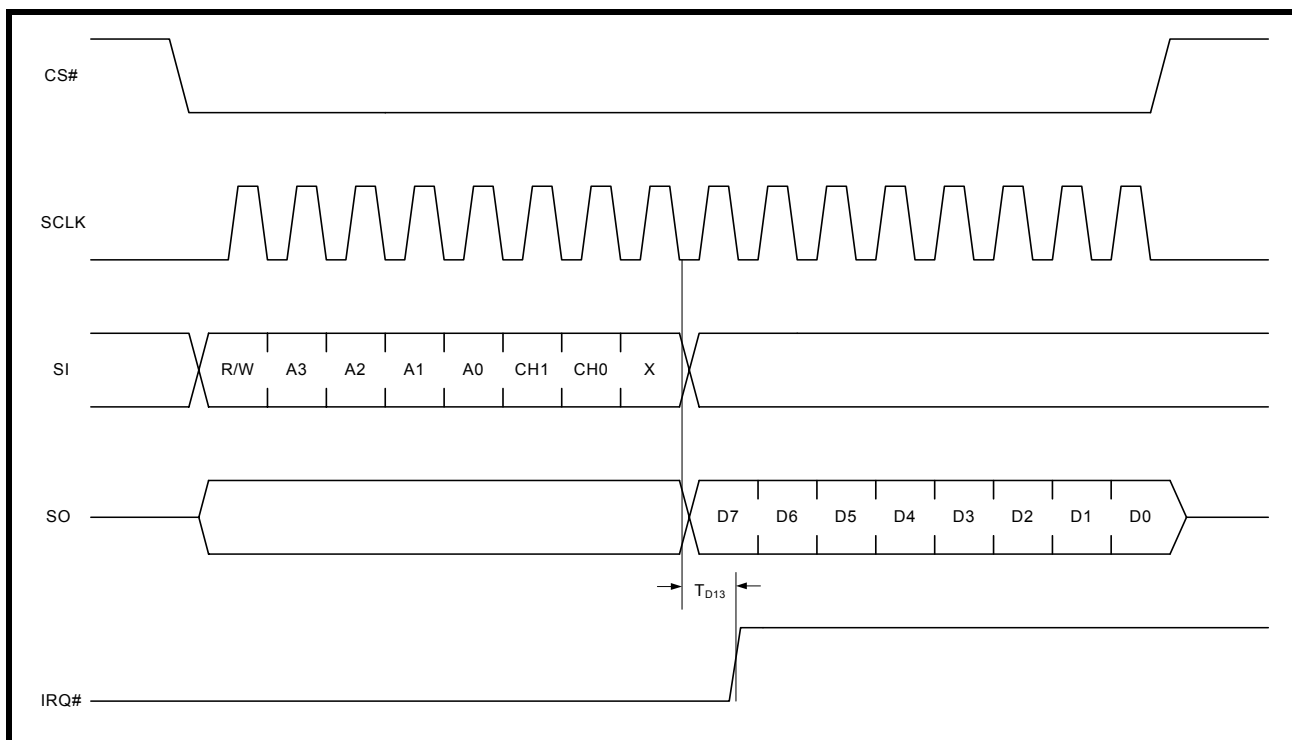 CS#
SCLK
SI
R/W A3 A2 A1 A0 CH1 CH0 X
SO
D7 D6 D5 D4 D3 D2 D1 D0
TD13
IRQ#